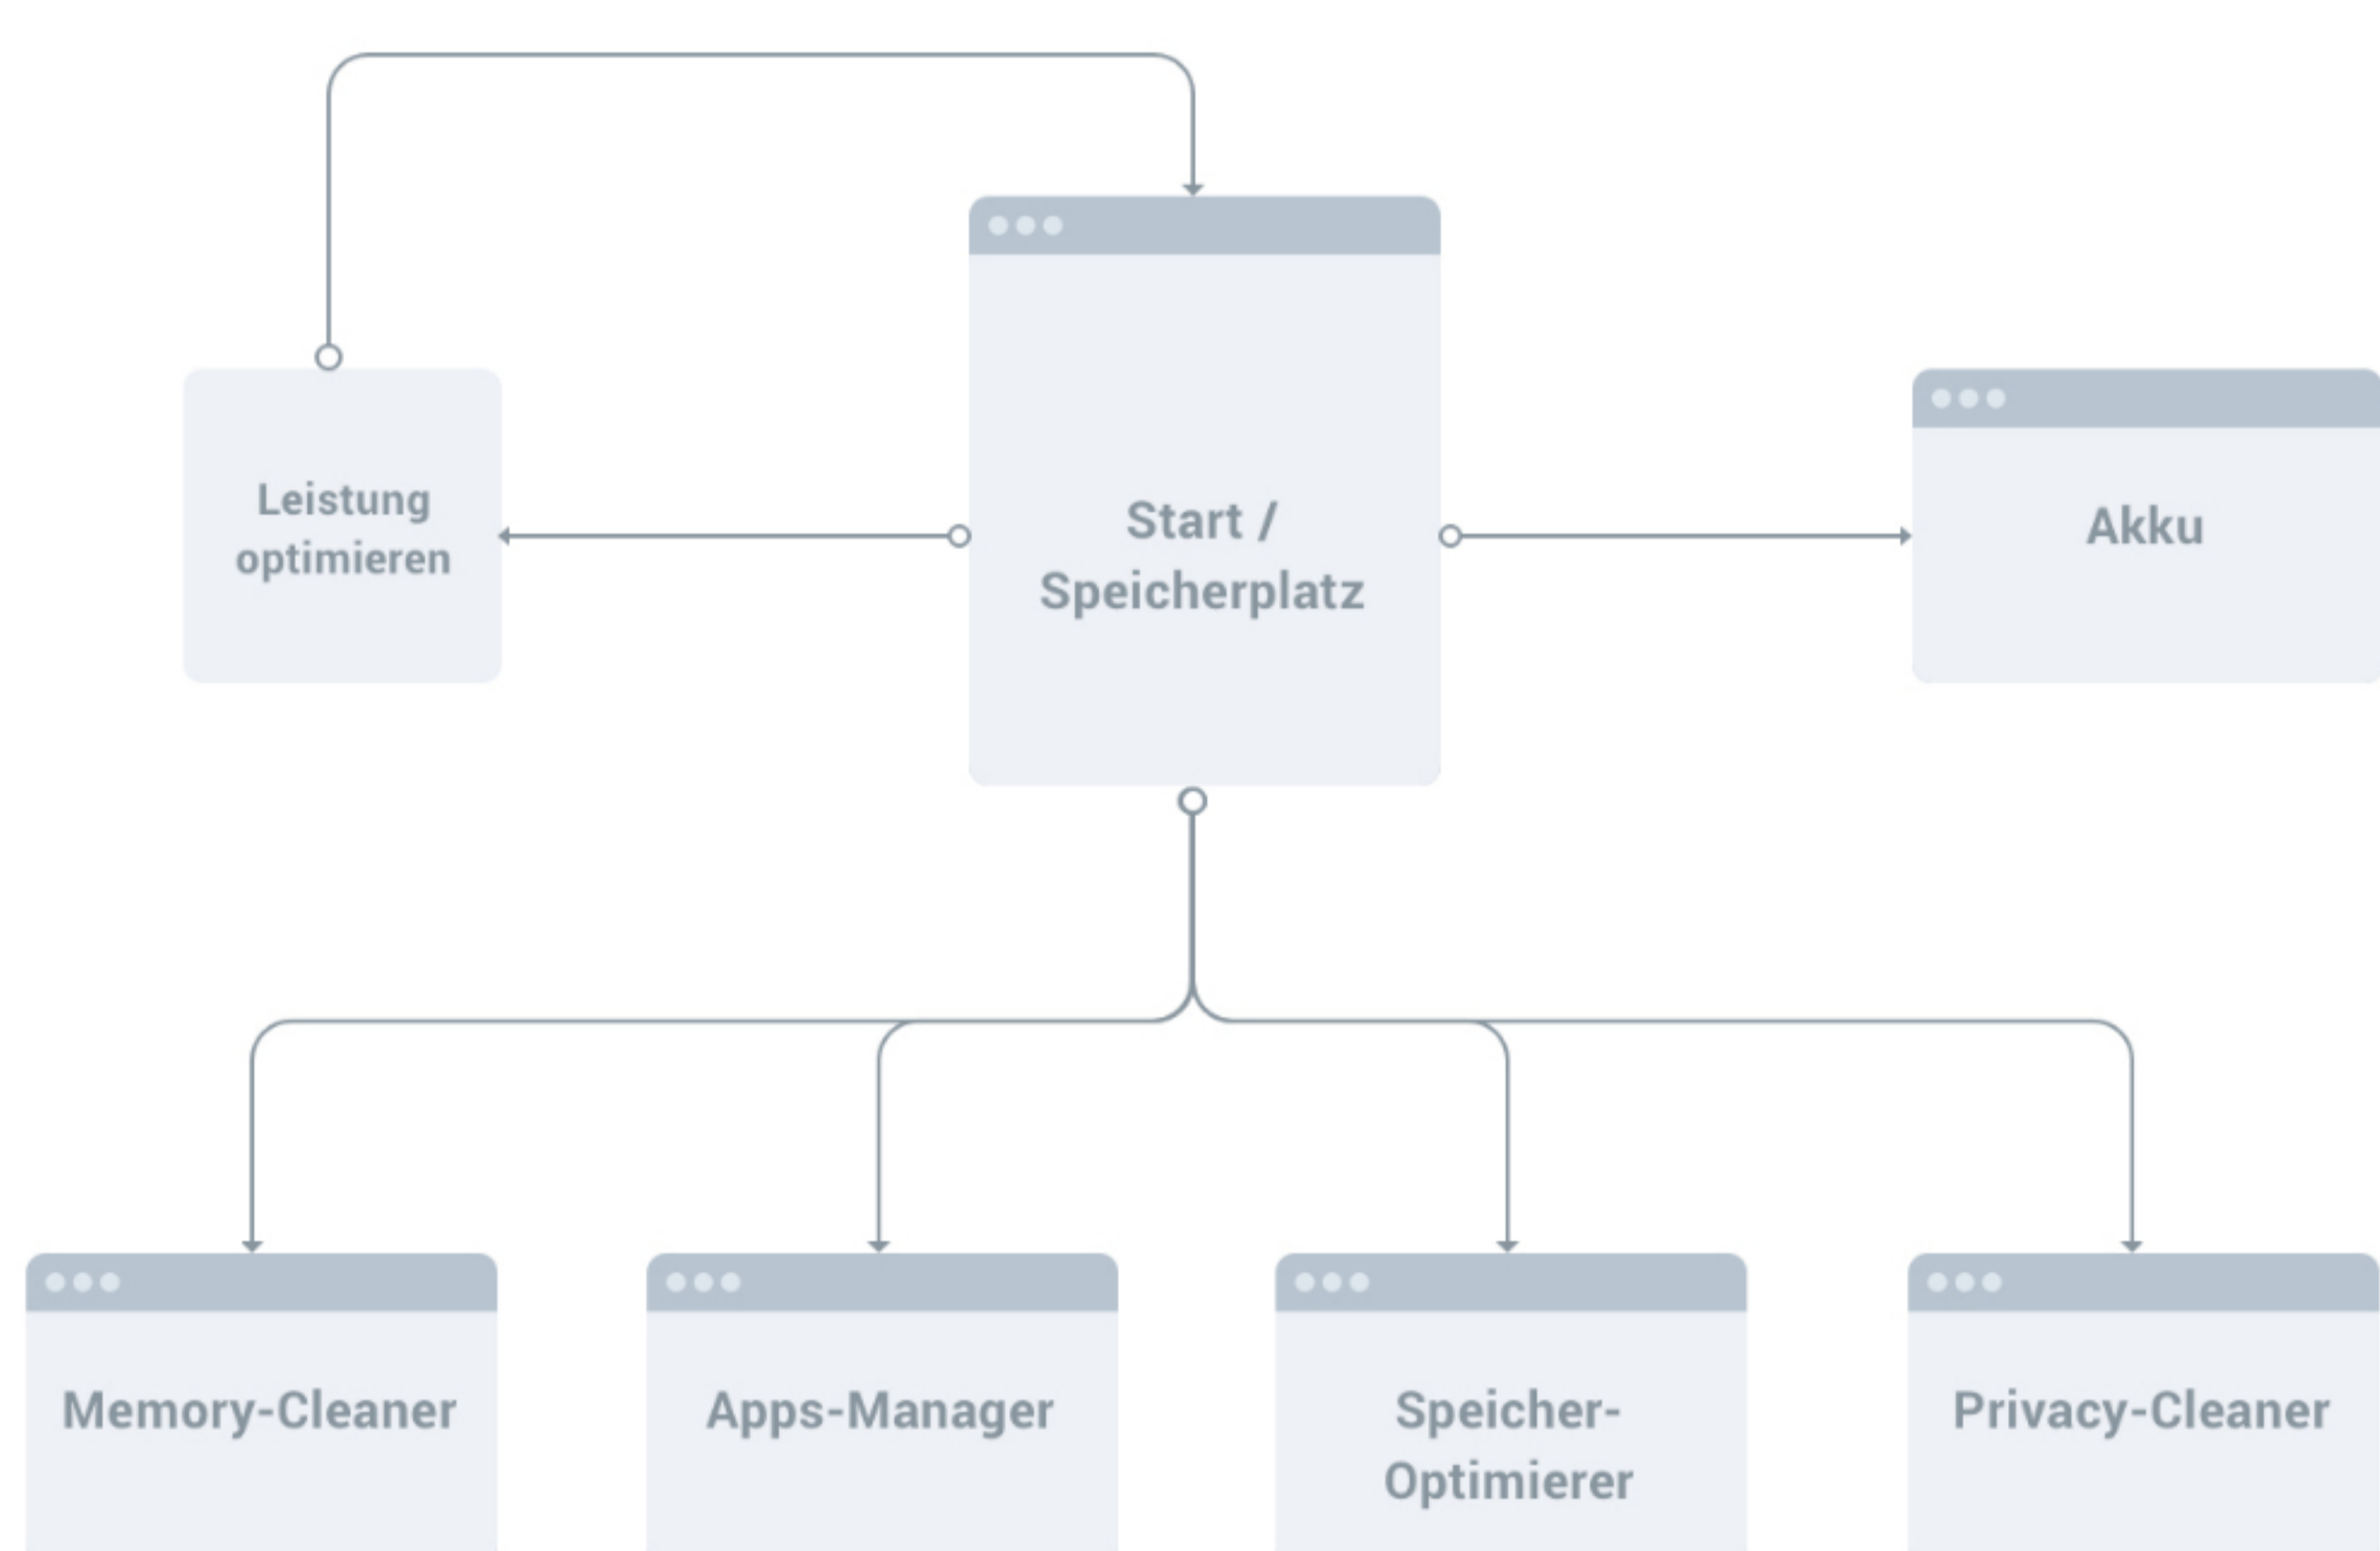 Leistung
optimieren
Start /
Speicherplatz
Akku
Memory-Cleaner
Apps-Manager
Speicher-
Optimierer
Privacy-Cleaner